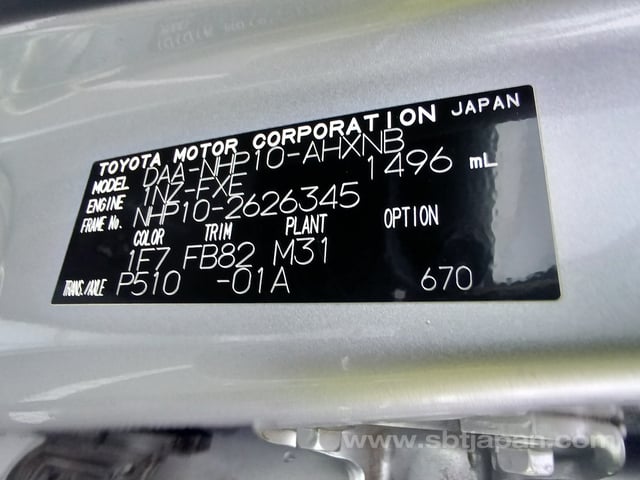 TOYOTA MOTOR CORPORATION JAPAN
MODEL DAA-NHP10-AHXNB
ENGINE 1NZ-FXE 1496 mL
FRAME No. NHP10-2626345
COLOR TRIM PLANT OPTION
1F7 FB82 M31
TRANS./AXLE P510 -01A 670
www.sbtjapan.com